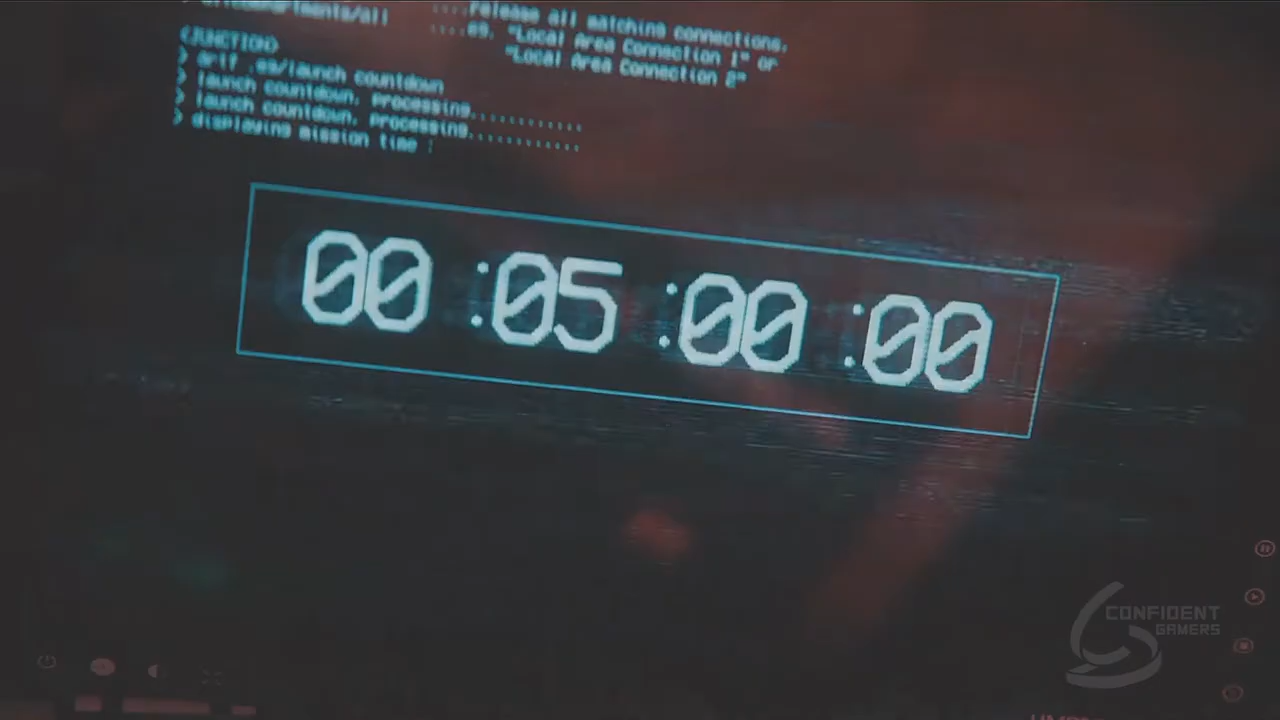 ....release all matching connections,
....09, "Local Area Connection 1" or
"Local Area Connection 2"
(JUNCTION)
> launch countdown
> launch countdown, Processing............
> launch countdown, Processing............
> displaying mission time :
00 :05 :00 :00
CONFIDENT
GAMERS